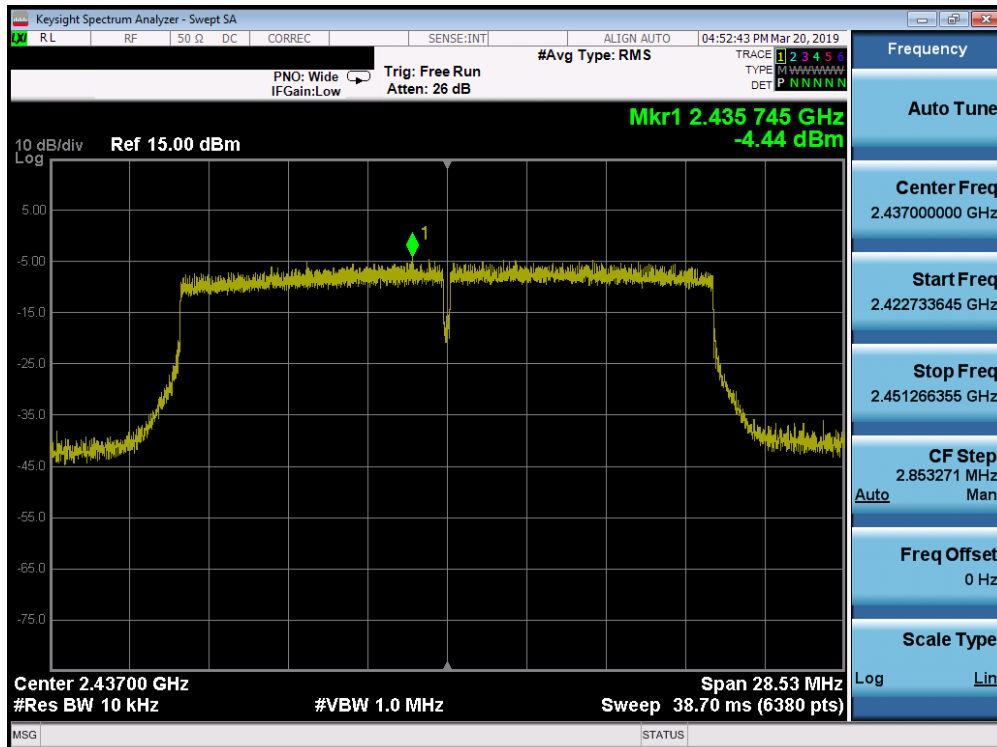 Keysight Spectrum Analyzer - Swept SA
LXI RL RF 50 Ω DC CORREC SENSE:INT ALIGN AUTO 04:52:43 PM Mar 20, 2019
Frequency
#Avg Type: RMS TRACE 1 2 3 4 5 6
PNO: Wide Trig: Free Run TYPE M WWWWW
IFGain:Low Atten: 26 dB DET P N N N N N
Mkr1 2.435 745 GHz
-4.44 dBm
10 dB/div Ref 15.00 dBm
Log
5.00
1
-5.00
-15.0
-25.0
-35.0
-45.0
-55.0
-65.0
-75.0
Center 2.43700 GHz Span 28.53 MHz
#Res BW 10 kHz #VBW 1.0 MHz Sweep 38.70 ms (6380 pts)
Auto Tune
Center Freq
2.437000000 GHz
Start Freq
2.422733645 GHz
Stop Freq
2.451266355 GHz
CF Step
2.853271 MHz
Auto Man
Freq Offset
0 Hz
Scale Type
Log Lin
MSG STATUS